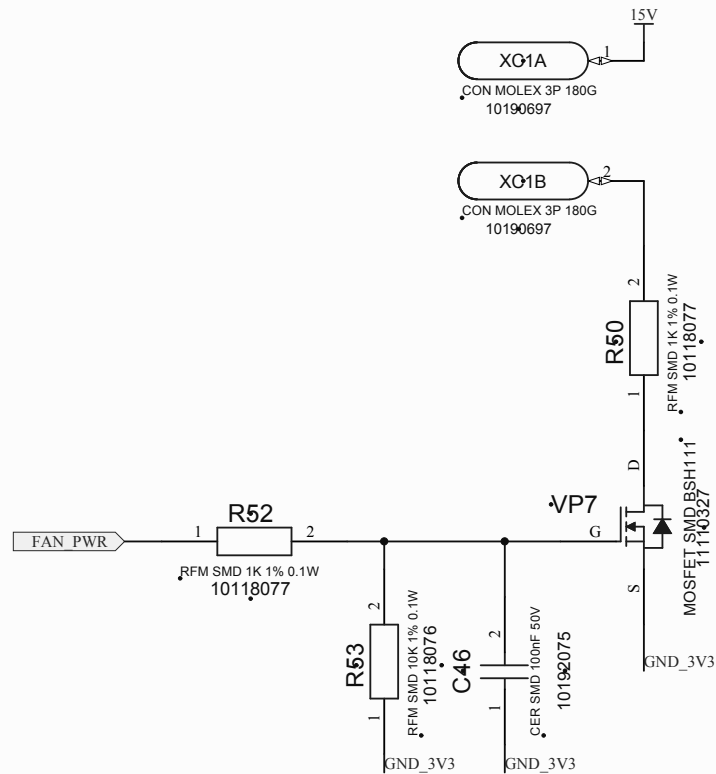 15V
XO1A
1
CON MOLEX 3P 180G
10190697
XO1B
2
CON MOLEX 3P 180G
10190697
2
R50
RFM SMD 1K 1% 0.1W
10118077
1
D
VP7
G
MOSFET SMD BSH111
11110327
S
GND_3V3
FAN_PWR
1
R52
2
RFM SMD 1K 1% 0.1W
10118077
2
R53
RFM SMD 10K 1% 0.1W
10118076
1
GND_3V3
2
C46
CER SMD 100nF 50V
10192075
1
GND_3V3